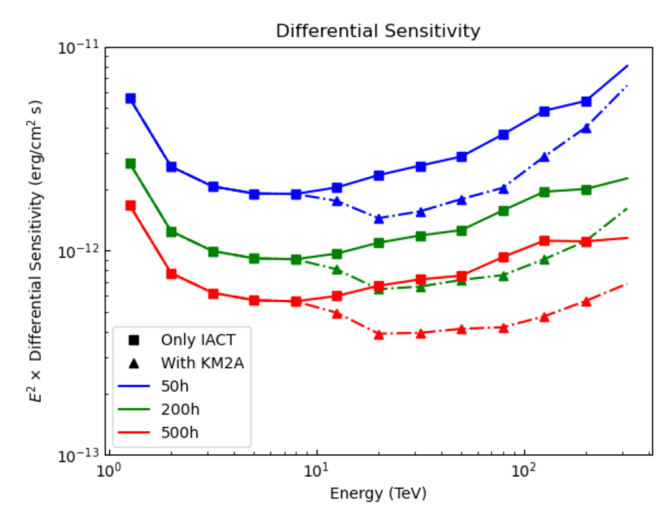 Differential Sensitivity
10⁻¹¹
10⁻¹²
10⁻¹³
E² × Differential Sensitivity (erg/cm² s)
Only IACT
With KM2A
50h
200h
500h
10⁰
10¹
10²
Energy (TeV)